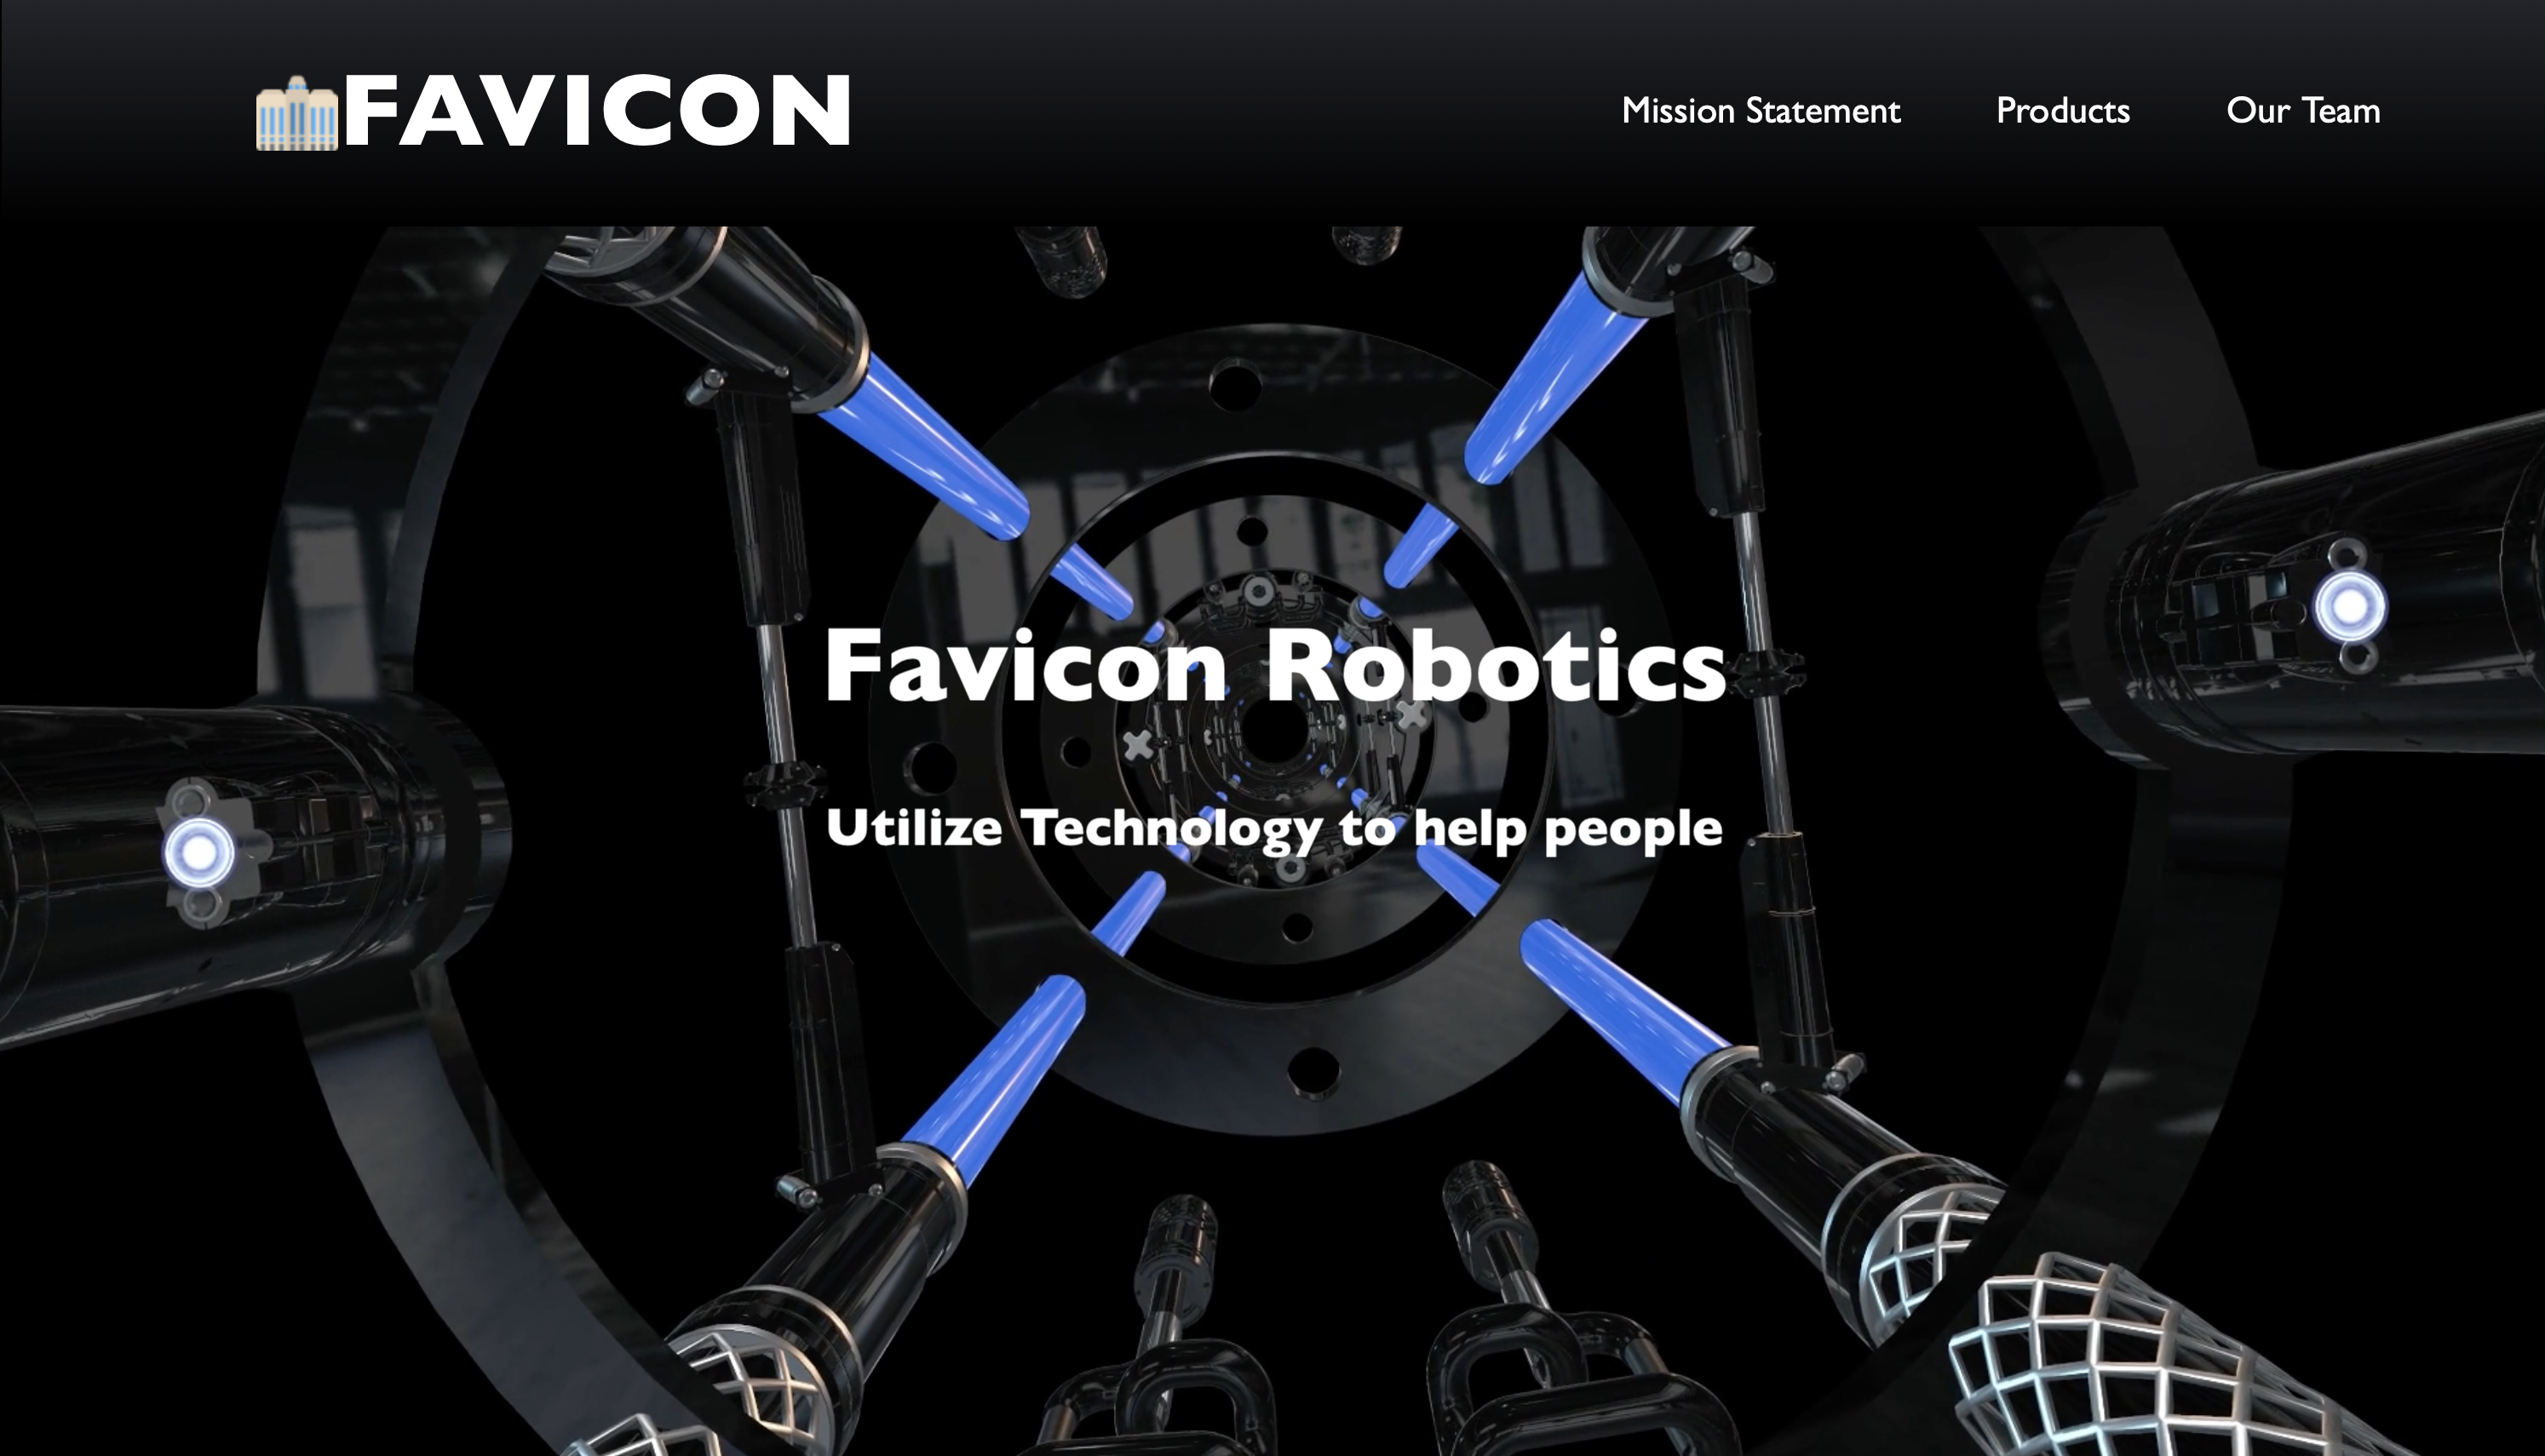 FAVICON
Mission Statement
Products
Our Team
Favicon Robotics
Utilize Technology to help people